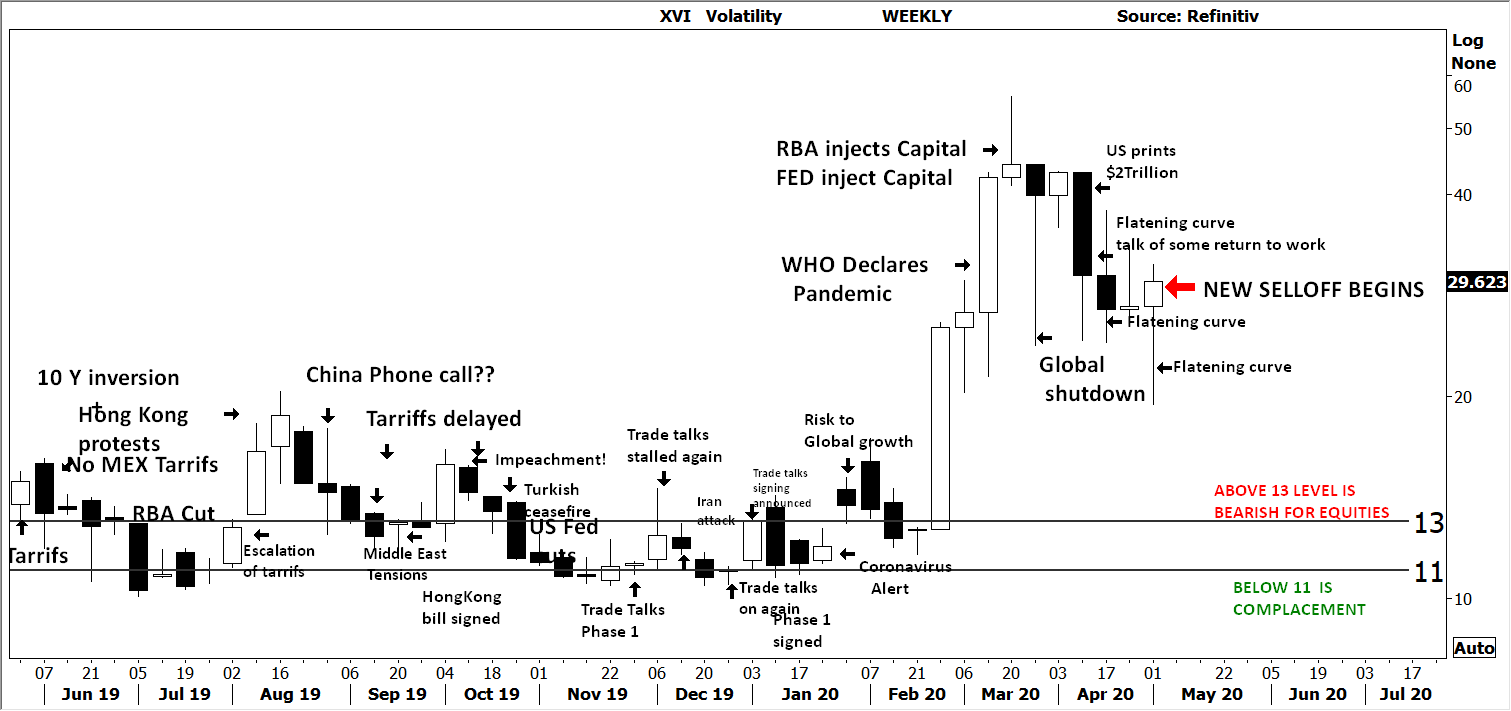 XVI Volatility WEEKLY Source: Refinitiv
Log
None
60
50
40
29.623
20
13
11
10
Auto
RBA injects Capital
FED inject Capital
US prints
$2Trillion
Flatening curve
talk of some return to work
WHO Declares
Pandemic
NEW SELLOFF BEGINS
Flatening curve
Global
shutdown
Flatening curve
10 Y inversion
+
Hong Kong
protests
No MEX Tarrifs
RBA Cut
Tarrifs
China Phone call??
Tarriffs delayed
Impeachment!
Turkish
ceasefire
US Fed
cuts
Escalation
of tarrifs
Middle East
Tensions
HongKong
bill signed
Trade talks
stalled again
Trade Talks
Phase 1
Iran
attack
Trade talks
signing
announced
Risk to
Global growth
Trade talks
on again
Phase 1
signed
Coronavirus
Alert
ABOVE 13 LEVEL IS
BEARISH FOR EQUITIES
BELOW 11 IS
COMPLACEMENT
07 21 05 19 02 16 06 20 04 18 01 22 06 20 03 17 07 21 06 20 03 17 01 22 05 19 03 17
Jun 19 Jul 19 Aug 19 Sep 19 Oct 19 Nov 19 Dec 19 Jan 20 Feb 20 Mar 20 Apr 20 May 20 Jun 20 Jul 20